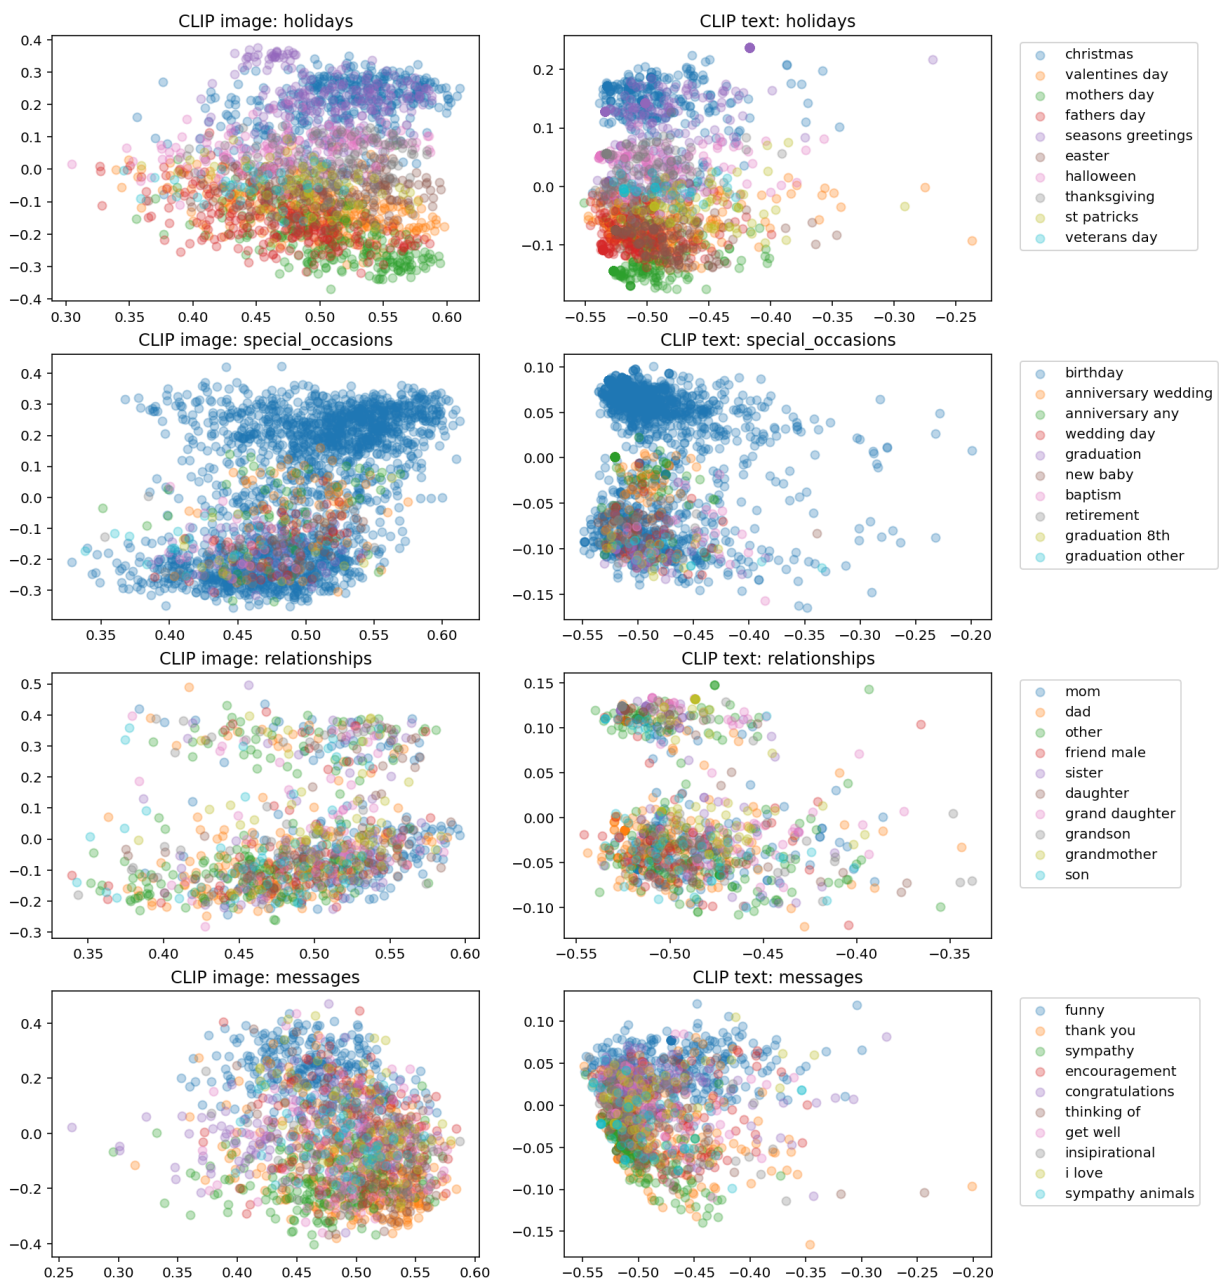 CLIP image: holidays
0.4
0.3
0.2
0.1
0.0
−0.1
−0.2
−0.3
−0.4
0.30 0.35 0.40 0.45 0.50 0.55 0.60
CLIP text: holidays
0.2
0.1
0.0
−0.1
−0.55 −0.50 −0.45 −0.40 −0.35 −0.30 −0.25
christmas
valentines day
mothers day
fathers day
seasons greetings
easter
halloween
thanksgiving
st patricks
veterans day
CLIP image: special_occasions
0.4
0.3
0.2
0.1
0.0
−0.1
−0.2
−0.3
0.35 0.40 0.45 0.50 0.55 0.60
CLIP text: special_occasions
0.10
0.05
0.00
−0.05
−0.10
−0.15
−0.55 −0.50 −0.45 −0.40 −0.35 −0.30 −0.25 −0.20
birthday
anniversary wedding
anniversary any
wedding day
graduation
new baby
baptism
retirement
graduation 8th
graduation other
CLIP image: relationships
0.5
0.4
0.3
0.2
0.1
0.0
−0.1
−0.2
−0.3
0.35 0.40 0.45 0.50 0.55 0.60
CLIP text: relationships
0.15
0.10
0.05
0.00
−0.05
−0.10
−0.55 −0.50 −0.45 −0.40 −0.35
mom
dad
other
friend male
sister
daughter
grand daughter
grandson
grandmother
son
CLIP image: messages
0.4
0.2
0.0
−0.2
−0.4
0.25 0.30 0.35 0.40 0.45 0.50 0.55 0.60
CLIP text: messages
0.10
0.05
0.00
−0.05
−0.10
−0.15
−0.55 −0.50 −0.45 −0.40 −0.35 −0.30 −0.25 −0.20
funny
thank you
sympathy
encouragement
congratulations
thinking of
get well
insipirational
i love
sympathy animals